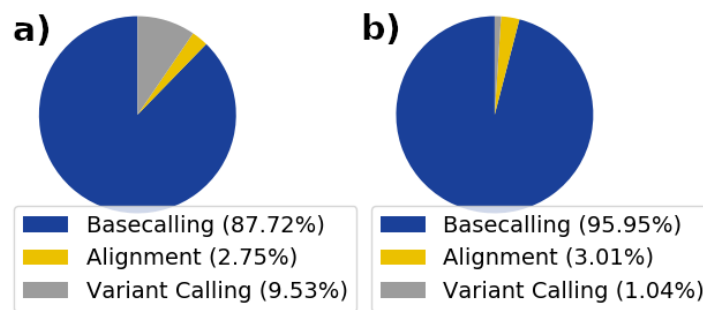 a)
Basecalling (87.72%)
Alignment (2.75%)
Variant Calling (9.53%)
b)
Basecalling (95.95%)
Alignment (3.01%)
Variant Calling (1.04%)